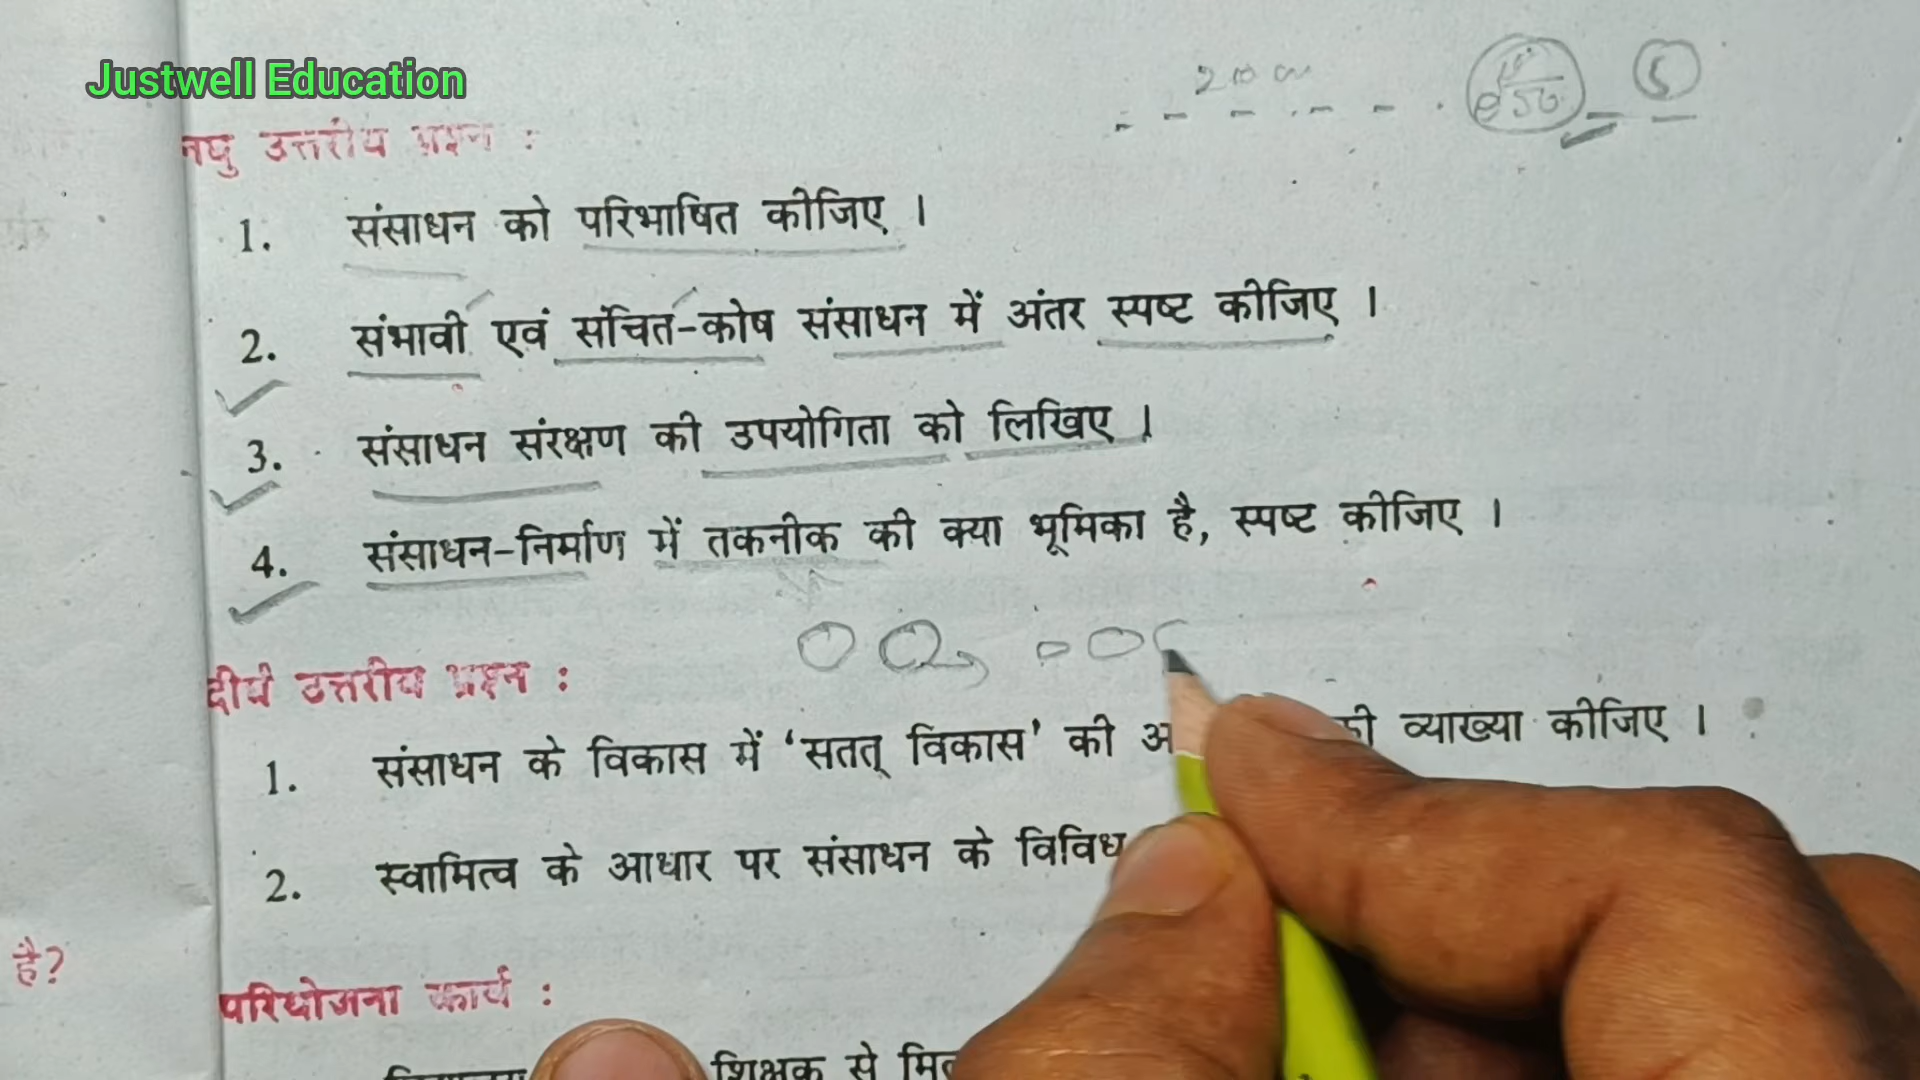 Justwell Education
लघु उत्तरीय प्रश्न :
1. संसाधन को परिभाषित कीजिए ।
2. संभावी एवं संचित-कोष संसाधन में अंतर स्पष्ट कीजिए ।
3. संसाधन संरक्षण की उपयोगिता को लिखिए ।
4. संसाधन-निर्माण में तकनीक की क्या भूमिका है, स्पष्ट कीजिए ।
दीर्घ उत्तरीय प्रश्न :
1. संसाधन के विकास में ‘सतत् विकास’ की व्याख्या कीजिए ।
2. स्वामित्व के आधार पर संसाधन के विविध
है?
परियोजना कार्य :
शिक्षक से